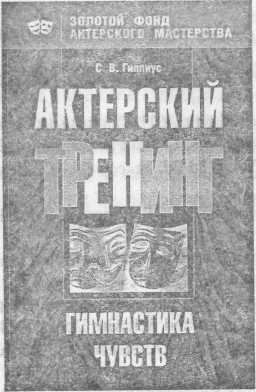 ЗОЛОТОЙ ФОНД
АКТЕРСКОГО МАСТЕРСТВА
С. В. Гиппиус
АКТЕРСКИЙ
ТРЕНИНГ
ГИМНАСТИКА
ЧУВСТВ